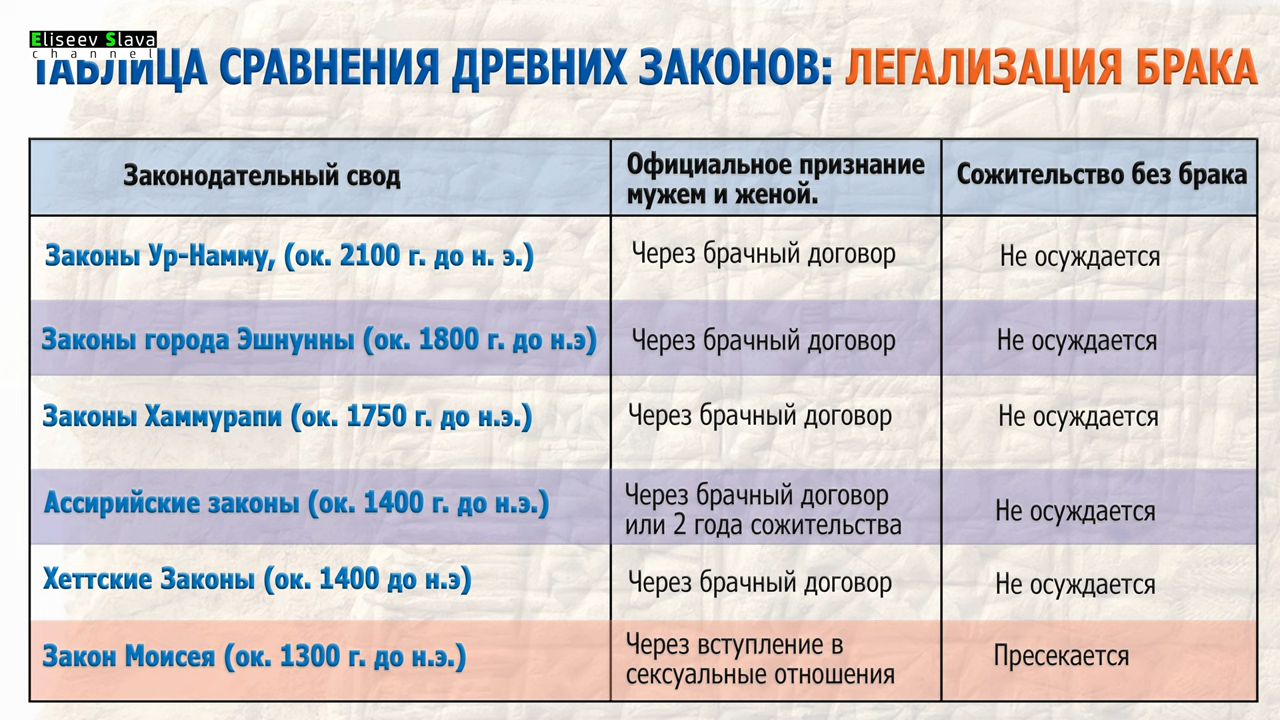 Eliseev Slava
channel
ТАБЛИЦА СРАВНЕНИЯ ДРЕВНИХ ЗАКОНОВ: ЛЕГАЛИЗАЦИЯ БРАКА
Законодательный свод
Официальное признание
мужем и женой.
Сожительство без брака
Законы Ур-Намму, (ок. 2100 г. до н. э.)
Через брачный договор
Не осуждается
Законы города Эшнунны (ок. 1800 г. до н.э)
Через брачный договор
Не осуждается
Законы Хаммурапи (ок. 1750 г. до н.э.)
Через брачный договор
Не осуждается
Ассирийские законы (ок. 1400 г. до н.э.)
Через брачный договор
или 2 года сожительства
Не осуждается
Хеттские Законы (ок. 1400 до н.э)
Через брачный договор
Не осуждается
Закон Моисея (ок. 1300 г. до н.э.)
Через вступление в
сексуальные отношения
Пресекается